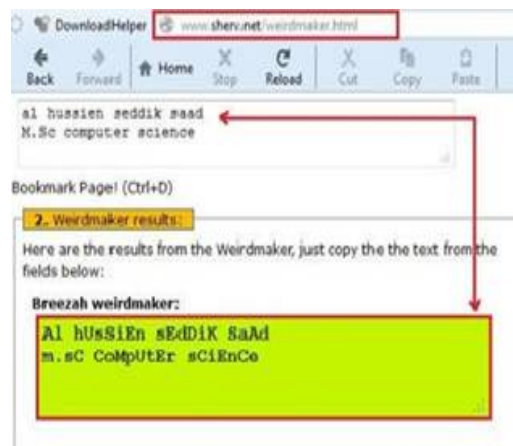 DownloadHelper www.sherv.net/weirdmaker.html
Back Forward Home Stop Reload Cut Copy Paste
al hussien seddik saad
M.Sc computer science
Bookmark Page! (Ctrl+D)
2. Weirdmaker results:
Here are the results from the Weirdmaker, just copy the the text from the
fields below:
Breezah weirdmaker:
Al hUsSiEn sEdDiK SaAd
m.sC CoMpUtEr sCiEnCe